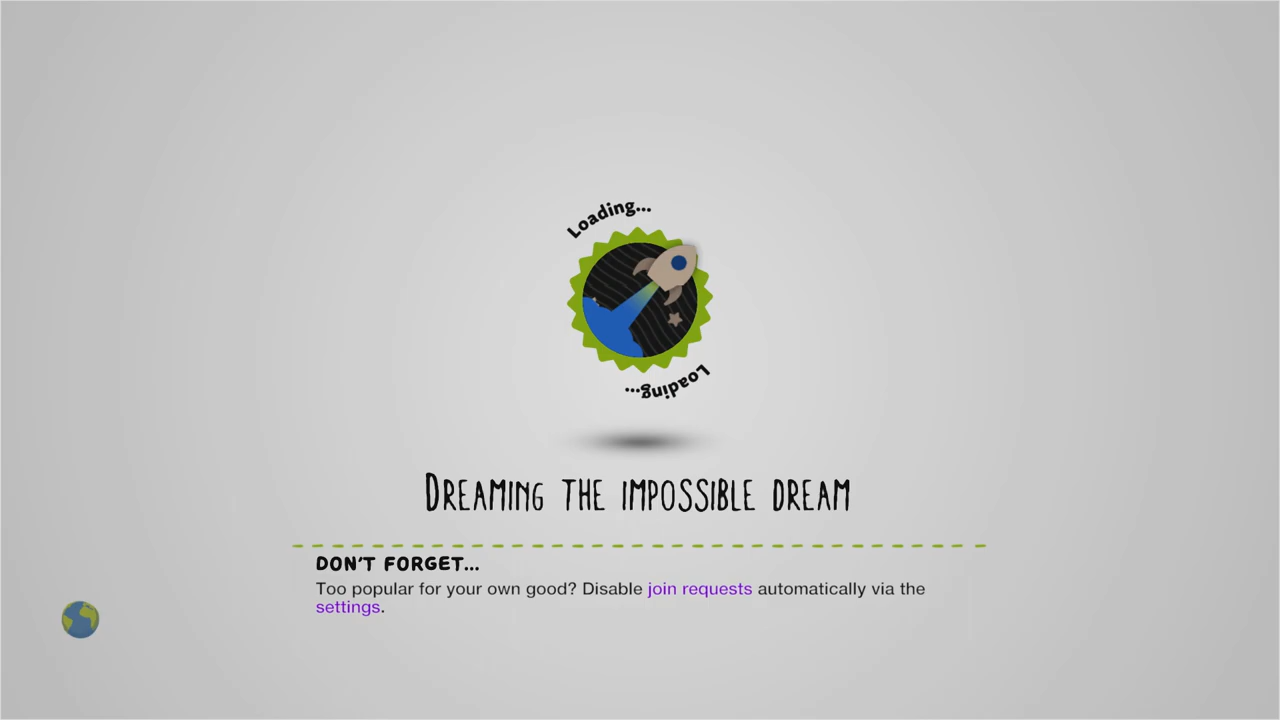 Loading...
Loading...
Dreaming the impossible dream
DON'T FORGET...
Too popular for your own good? Disable join requests automatically via the
settings.